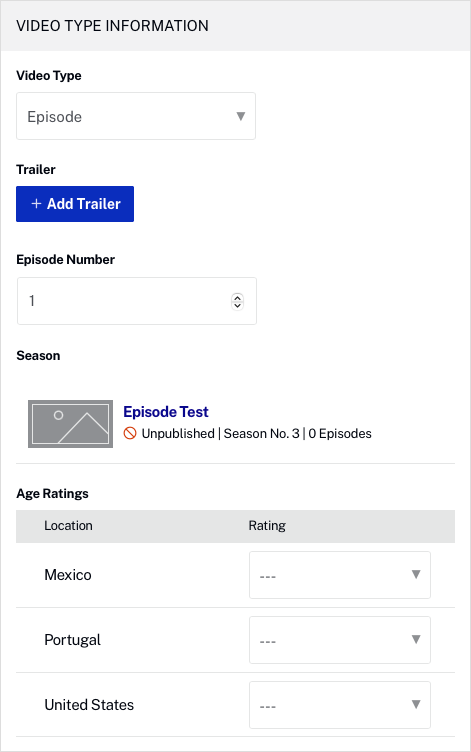 VIDEO TYPE INFORMATION
Video Type
Episode
Trailer
+ Add Trailer
Episode Number
1
Season
Episode Test
Unpublished | Season No. 3 | 0 Episodes
Age Ratings
Location Rating
Mexico ---
Portugal ---
United States ---